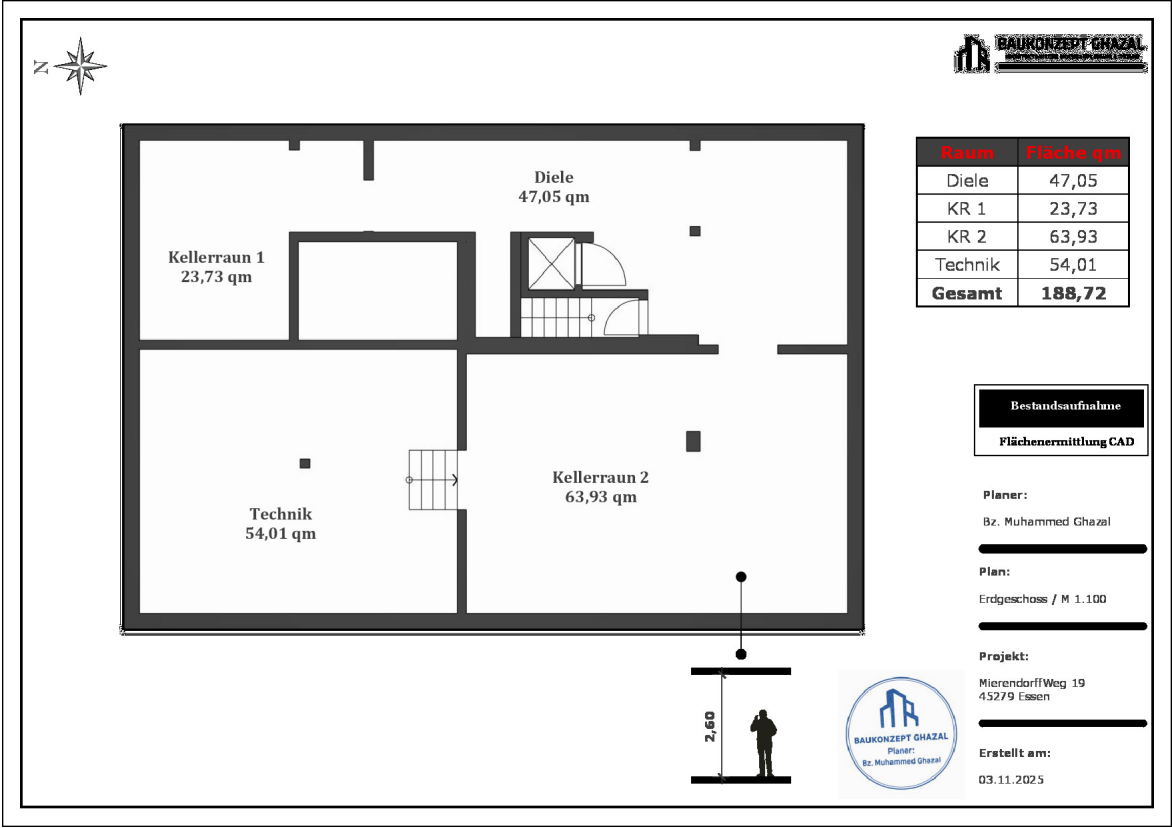 N
BAUKONZEPT GHAZAL
Diele
47,05 qm
Kellerraun 1
23,73 qm
Kellerraun 2
63,93 qm
Technik
54,01 qm
Raum Fläche qm
Diele 47,05
KR 1 23,73
KR 2 63,93
Technik 54,01
Gesamt 188,72
Bestandsaufnahme
Flächenermittlung CAD
Planer:
Bz. Muhammed Ghazal
Plan:
Erdgeschoss / M 1.100
Projekt:
MierendorffWeg 19
45279 Essen
Erstellt am:
03.11.2025
2,60
BAUKONZEPT GHAZAL
Planer:
Bz. Muhammed Ghazal